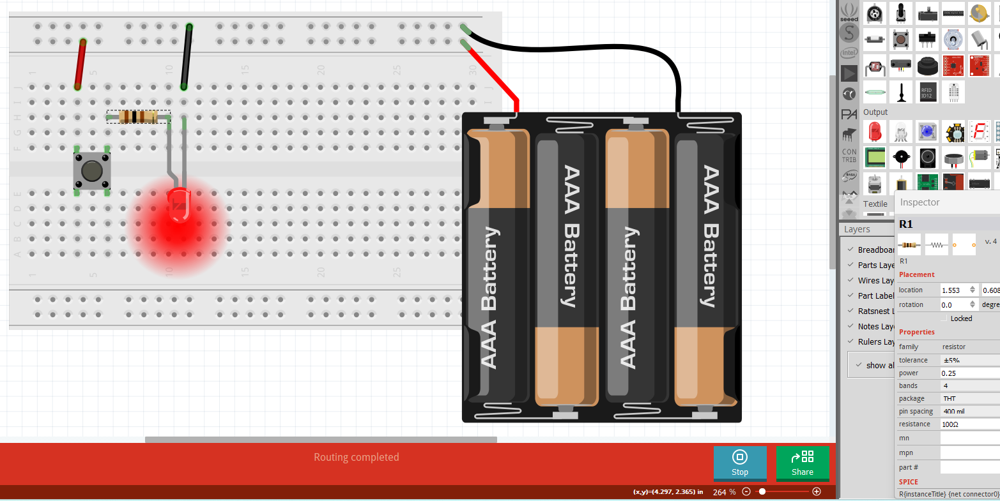 1
5
10
15
20
25
30
J
J
I
I
H
G
F
E
D
C
B
A
1
5
10
15
20
25
AAA Battery
AAA Battery
AAA Battery
AAA Battery
seeed
intel
PA
CON
TRIB
RFID
ID12
Output
Textile
Layers
Breadboar
Parts Laye
Wires Lay
Part Label
Ratsnest L
Notes Laye
Rulers Lay
show al
Inspector
R1
v. 4
R1
Placement
location 1.553 0.608
rotation 0.0 degre
Locked
Properties
family resistor
tolerance ±5%
power 0.25
bands 4
package THT
pin spacing 400 mil
resistance 100Ω
mn
mpn
part #
SPICE
R{instanceTitle} {net connector0}
Routing completed
Stop
Share
(x,y)=(4.297, 2.365) in 264 %